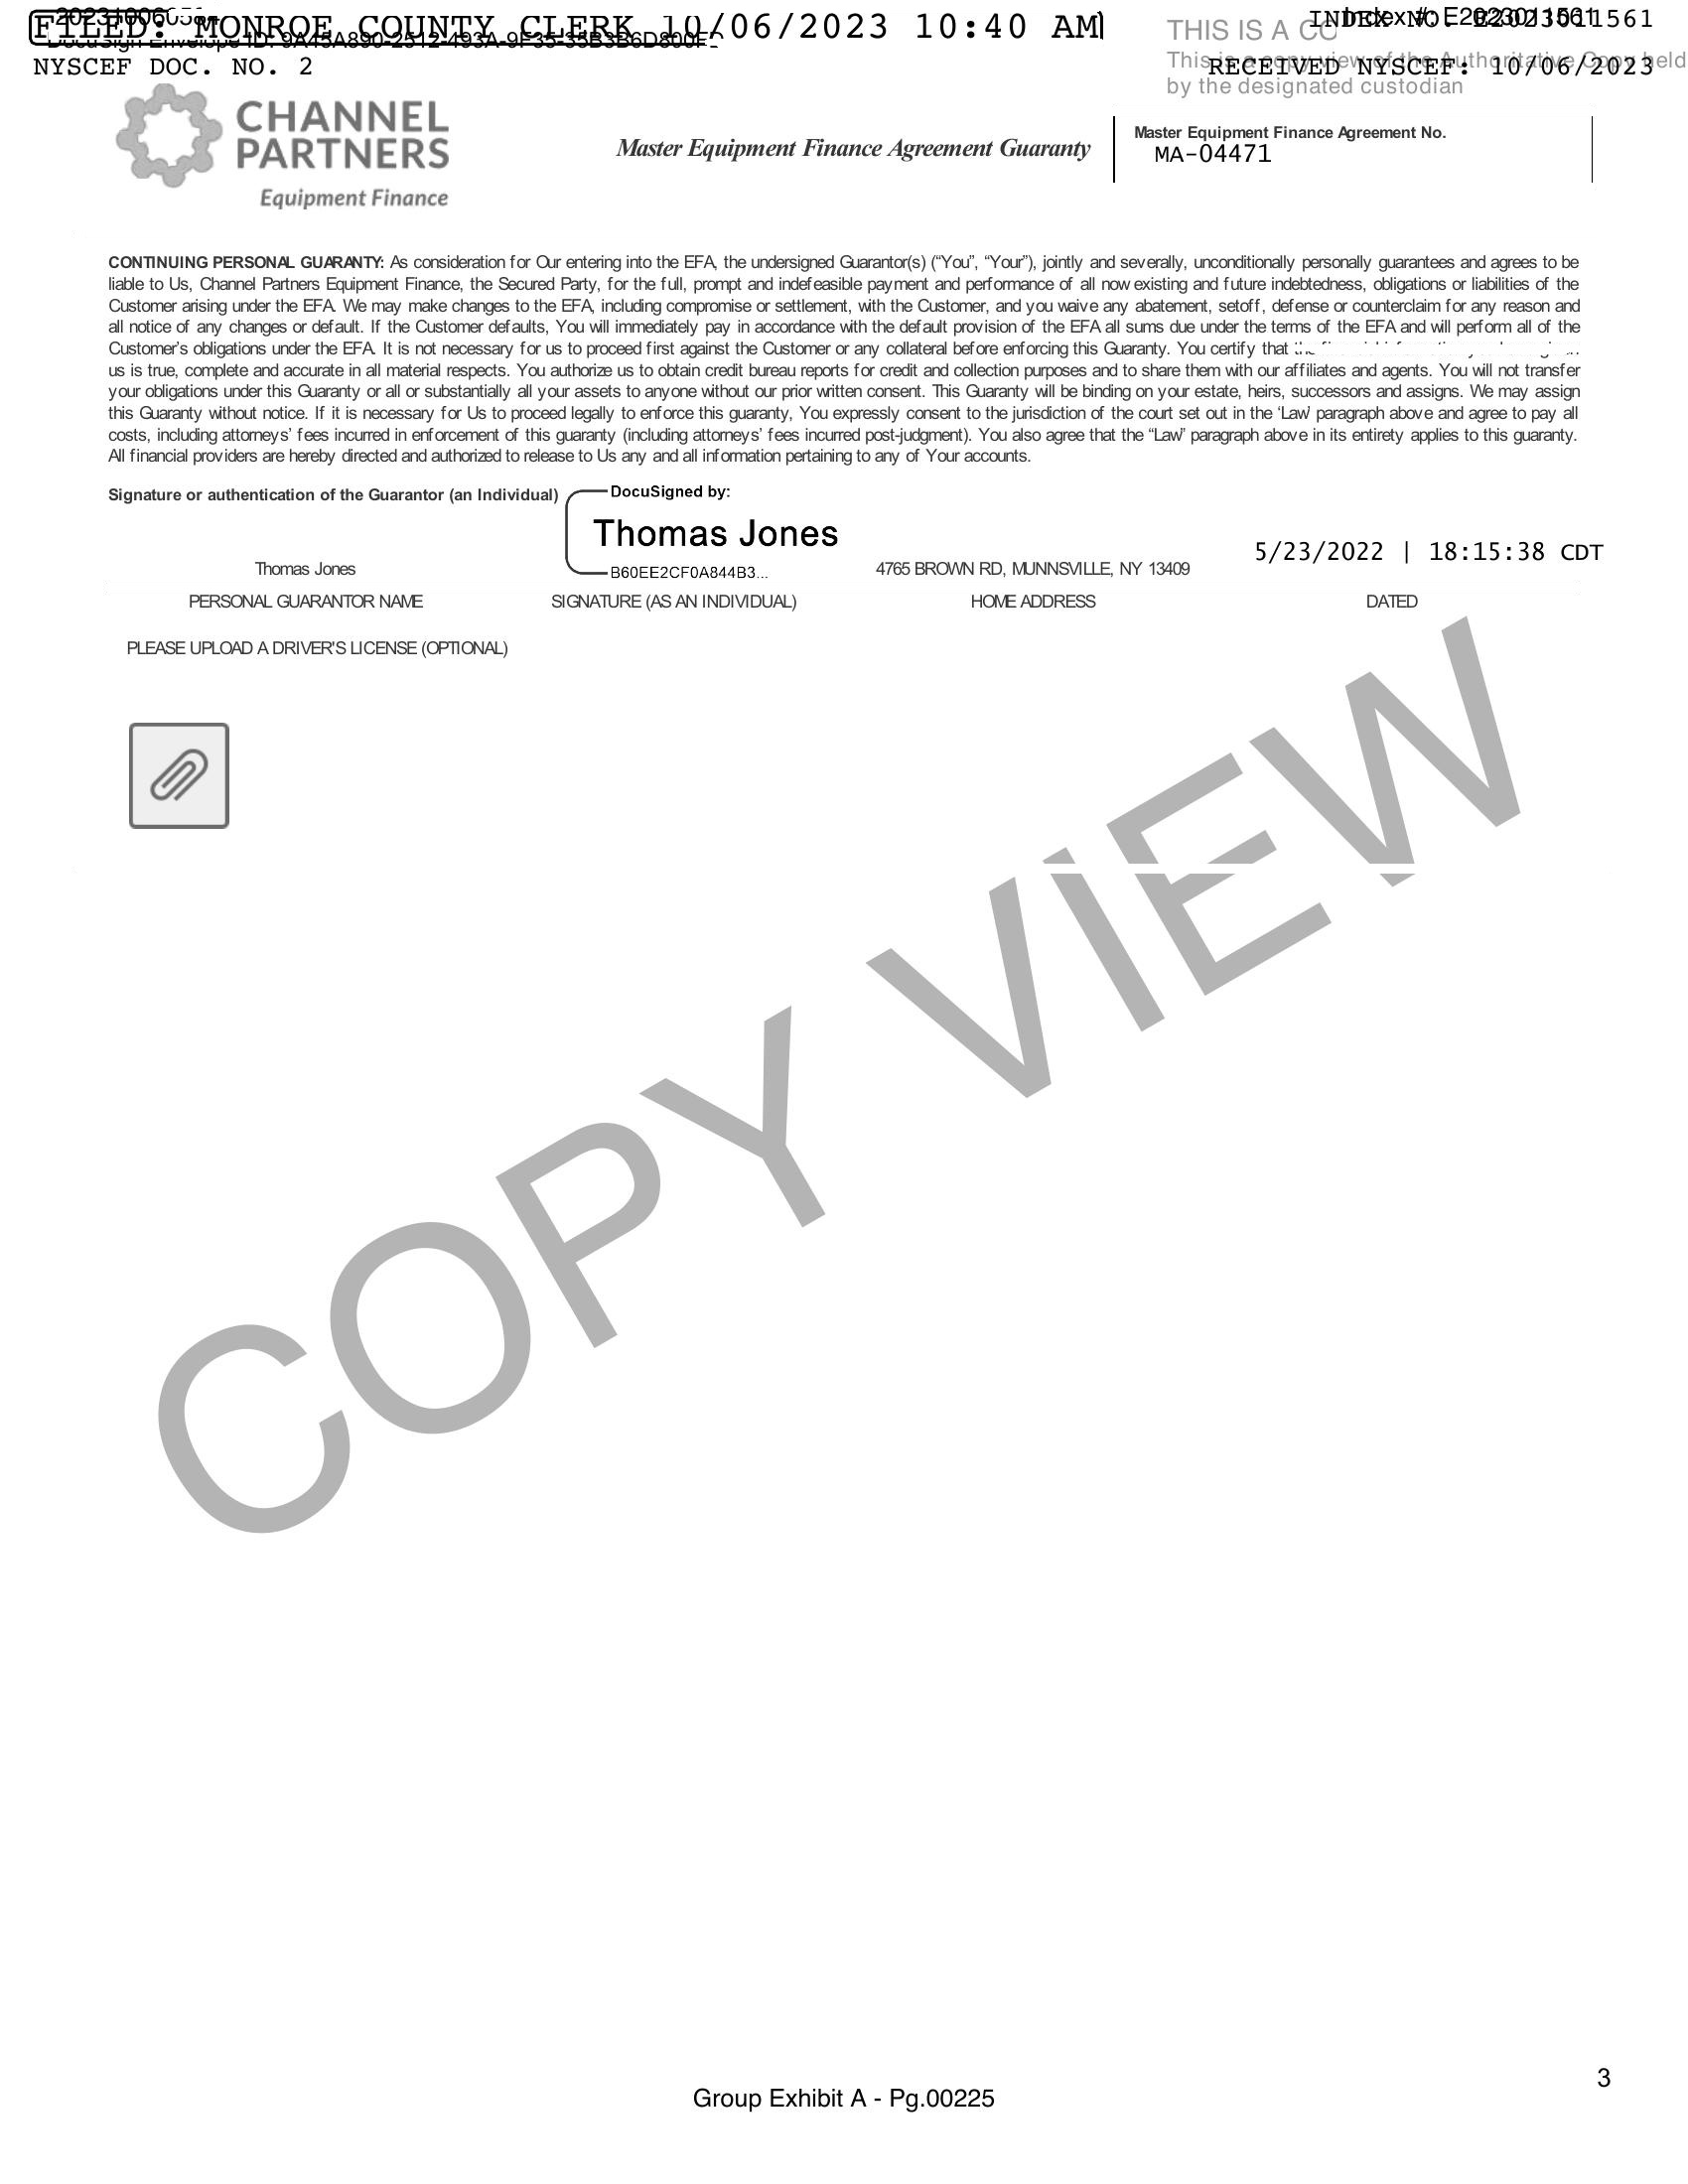 FILED: MONROE COUNTY CLERK 10/06/2023 10:40 AM
INDEX NO. E2023011561
NYSCEF DOC. NO. 2
RECEIVED NYSCEF: 10/06/2023
THIS IS A
This is a copy view of the Authoritative Copy held
by the designated custodian
CHANNEL
PARTNERS
Equipment Finance
Master Equipment Finance Agreement Guaranty
Master Equipment Finance Agreement No.
MA-04471
CONTINUING PERSONAL GUARANTY: As consideration for Our entering into the EFA, the undersigned Guarantor(s) (“You”, “Your”), jointly and severally, unconditionally personally guarantees and agrees to be
liable to Us, Channel Partners Equipment Finance, the Secured Party, for the full, prompt and indefeasible payment and performance of all now existing and future indebtedness, obligations or liabilities of the
Customer arising under the EFA. We may make changes to the EFA, including compromise or settlement, with the Customer, and you waive any abatement, setoff, defense or counterclaim for any reason and
all notice of any changes or default. If the Customer defaults, You will immediately pay in accordance with the default provision of the EFA all sums due under the terms of the EFA and will perform all of the
Customer’s obligations under the EFA. It is not necessary for us to proceed first against the Customer or any collateral before enforcing this Guaranty. You certify that
us is true, complete and accurate in all material respects. You authorize us to obtain credit bureau reports for credit and collection purposes and to share them with our affiliates and agents. You will not transfer
your obligations under this Guaranty or all or substantially all your assets to anyone without our prior written consent. This Guaranty will be binding on your estate, heirs, successors and assigns. We may assign
this Guaranty without notice. If it is necessary for Us to proceed legally to enforce this guaranty, You expressly consent to the jurisdiction of the court set out in the ‘Law’ paragraph above and agree to pay all
costs, including attorneys’ fees incurred in enforcement of this guaranty (including attorneys’ fees incurred post-judgment). You also agree that the “Law” paragraph above in its entirety applies to this guaranty.
All financial providers are hereby directed and authorized to release to Us any and all information pertaining to any of Your accounts.
Signature or authentication of the Guarantor (an Individual)
DocuSigned by:
Thomas Jones
B60EE2CF0A844B3...
Thomas Jones
4765 BROWN RD, MUNNSVILLE, NY 13409
5/23/2022 | 18:15:38 CDT
PERSONAL GUARANTOR NAME
SIGNATURE (AS AN INDIVIDUAL)
HOME ADDRESS
DATED
PLEASE UPLOAD A DRIVER'S LICENSE (OPTIONAL)
COPY VIEW
3
Group Exhibit A - Pg.00225